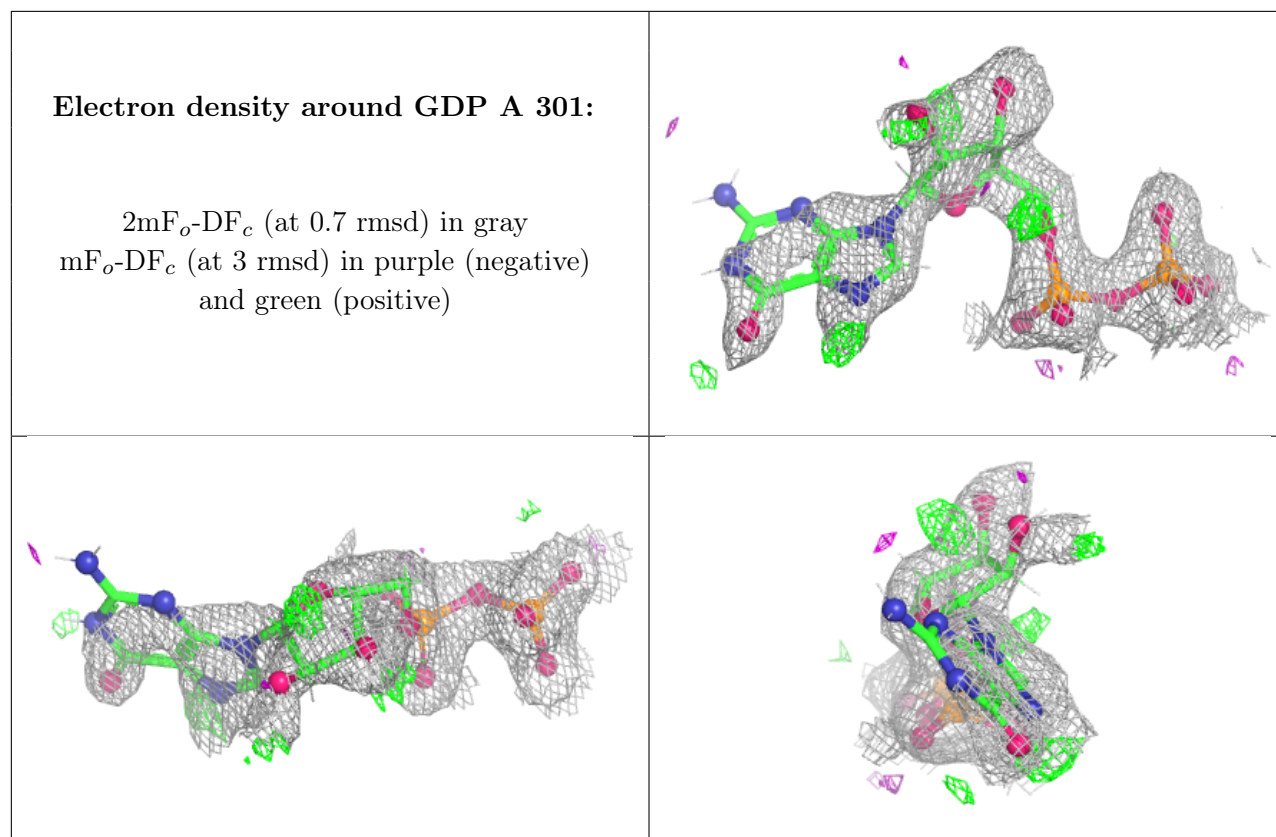 Electron density around GDP A 301:
2mFₒ-DF𝒸 (at 0.7 rmsd) in gray
mFₒ-DF𝒸 (at 3 rmsd) in purple (negative)
and green (positive)